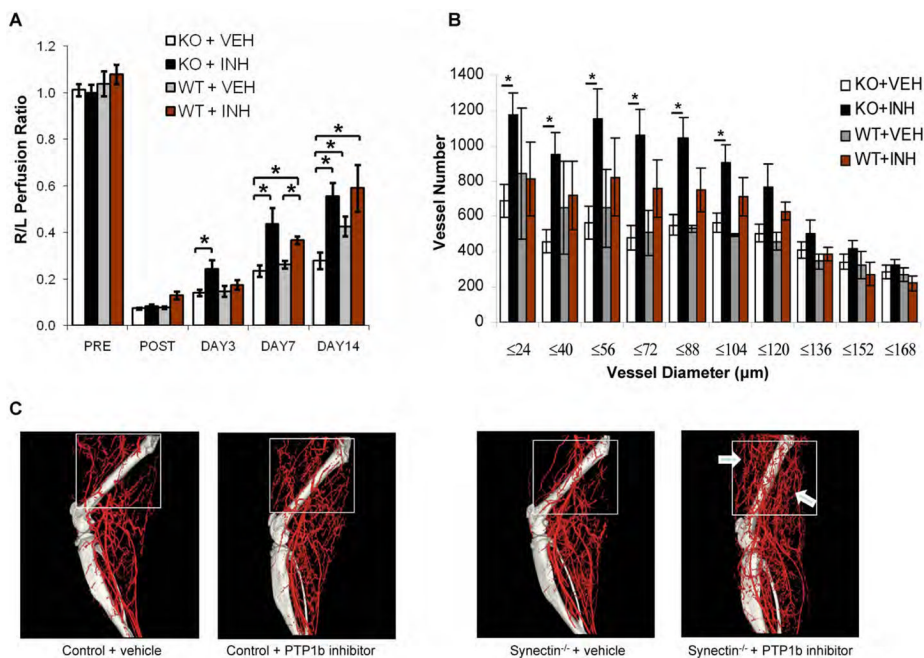 A
KO + VEH
KO + INH
WT + VEH
WT + INH
R/L Perfusion Ratio
1.2
1.0
0.8
0.6
0.4
0.2
0.0
* * * * * * * *
PRE POST DAY3 DAY7 DAY14
B
KO+VEH
KO+INH
WT+VEH
WT+INH
Vessel Number
1400
1200
1000
800
600
400
200
0
* * * * * *
≤24 ≤40 ≤56 ≤72 ≤88 ≤104 ≤120 ≤136 ≤152 ≤168
Vessel Diameter (µm)
C
Control + vehicle Control + PTP1b inhibitor Synectin-/- + vehicle Synectin-/- + PTP1b inhibitor